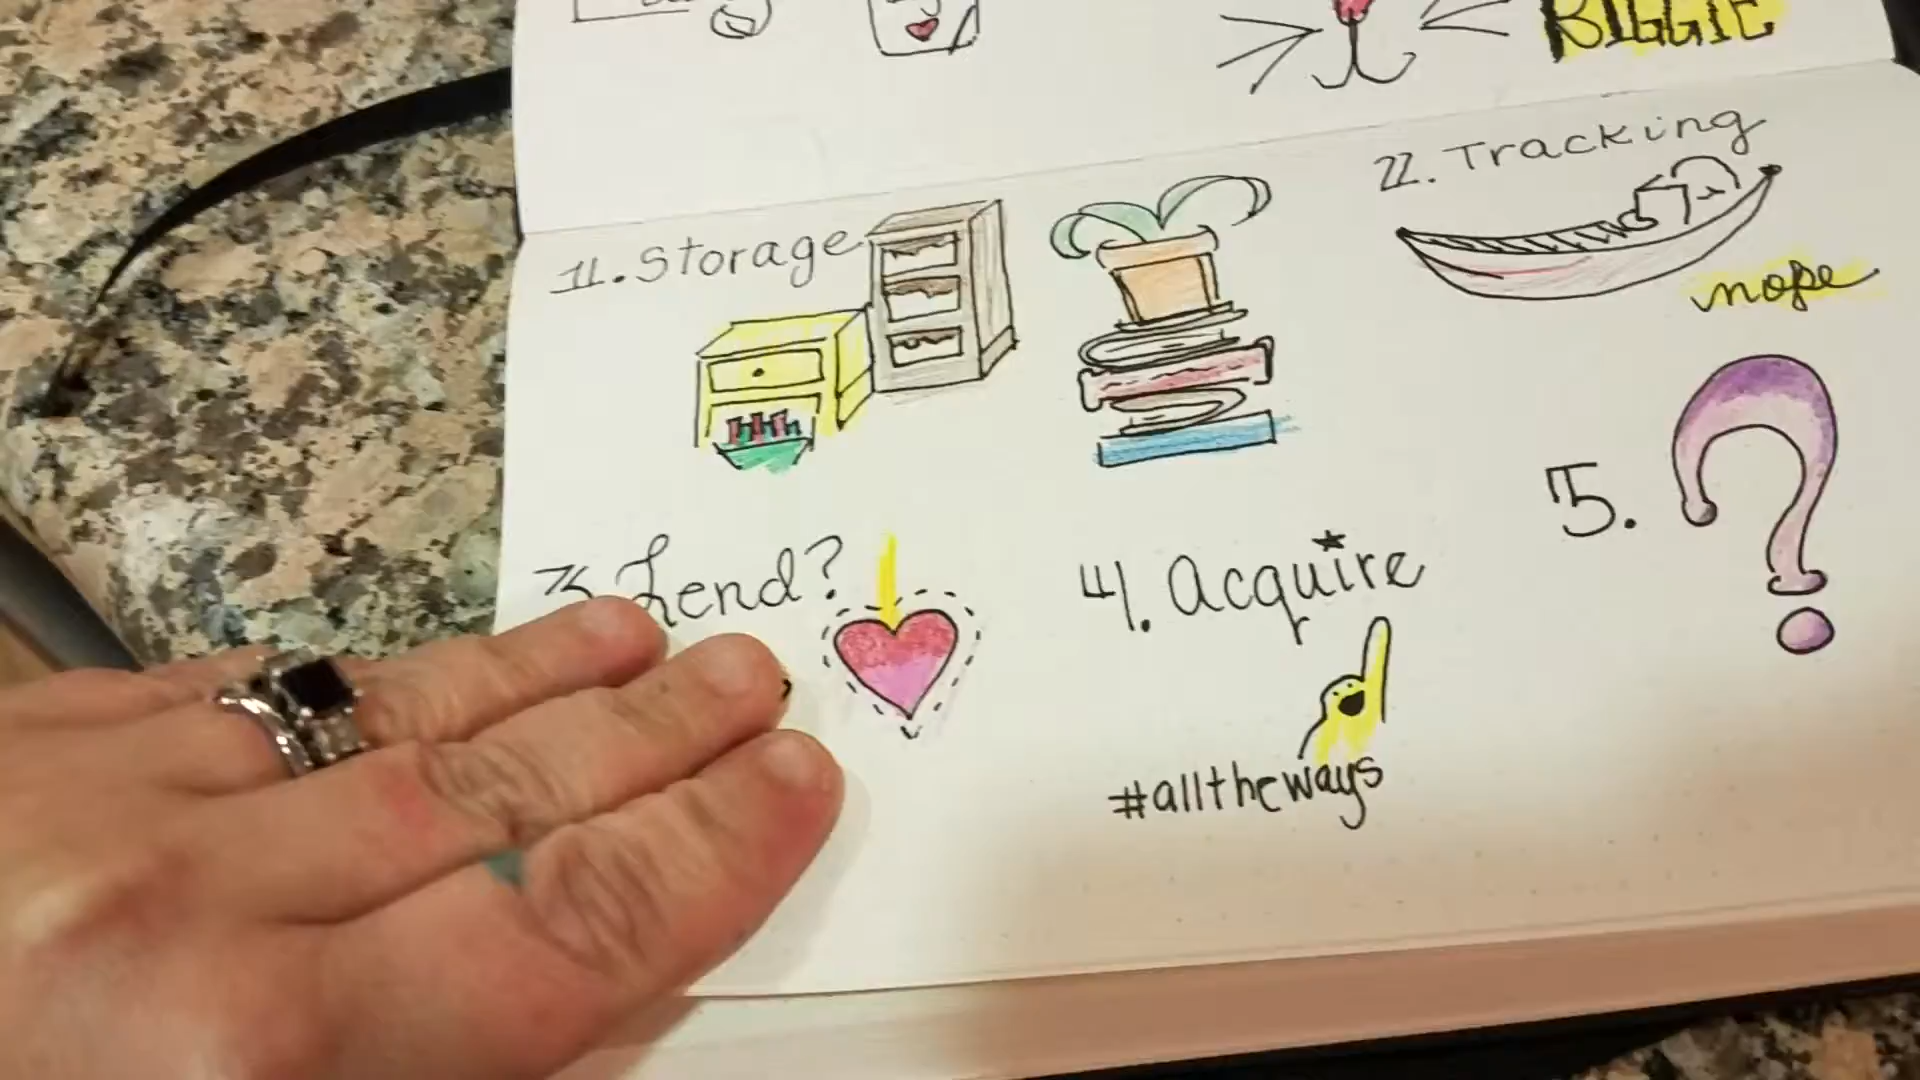 BIGGIE
1. Storage
2. Tracking
nope
3. Lend?
4. Acquire
#alltheways
5. ?